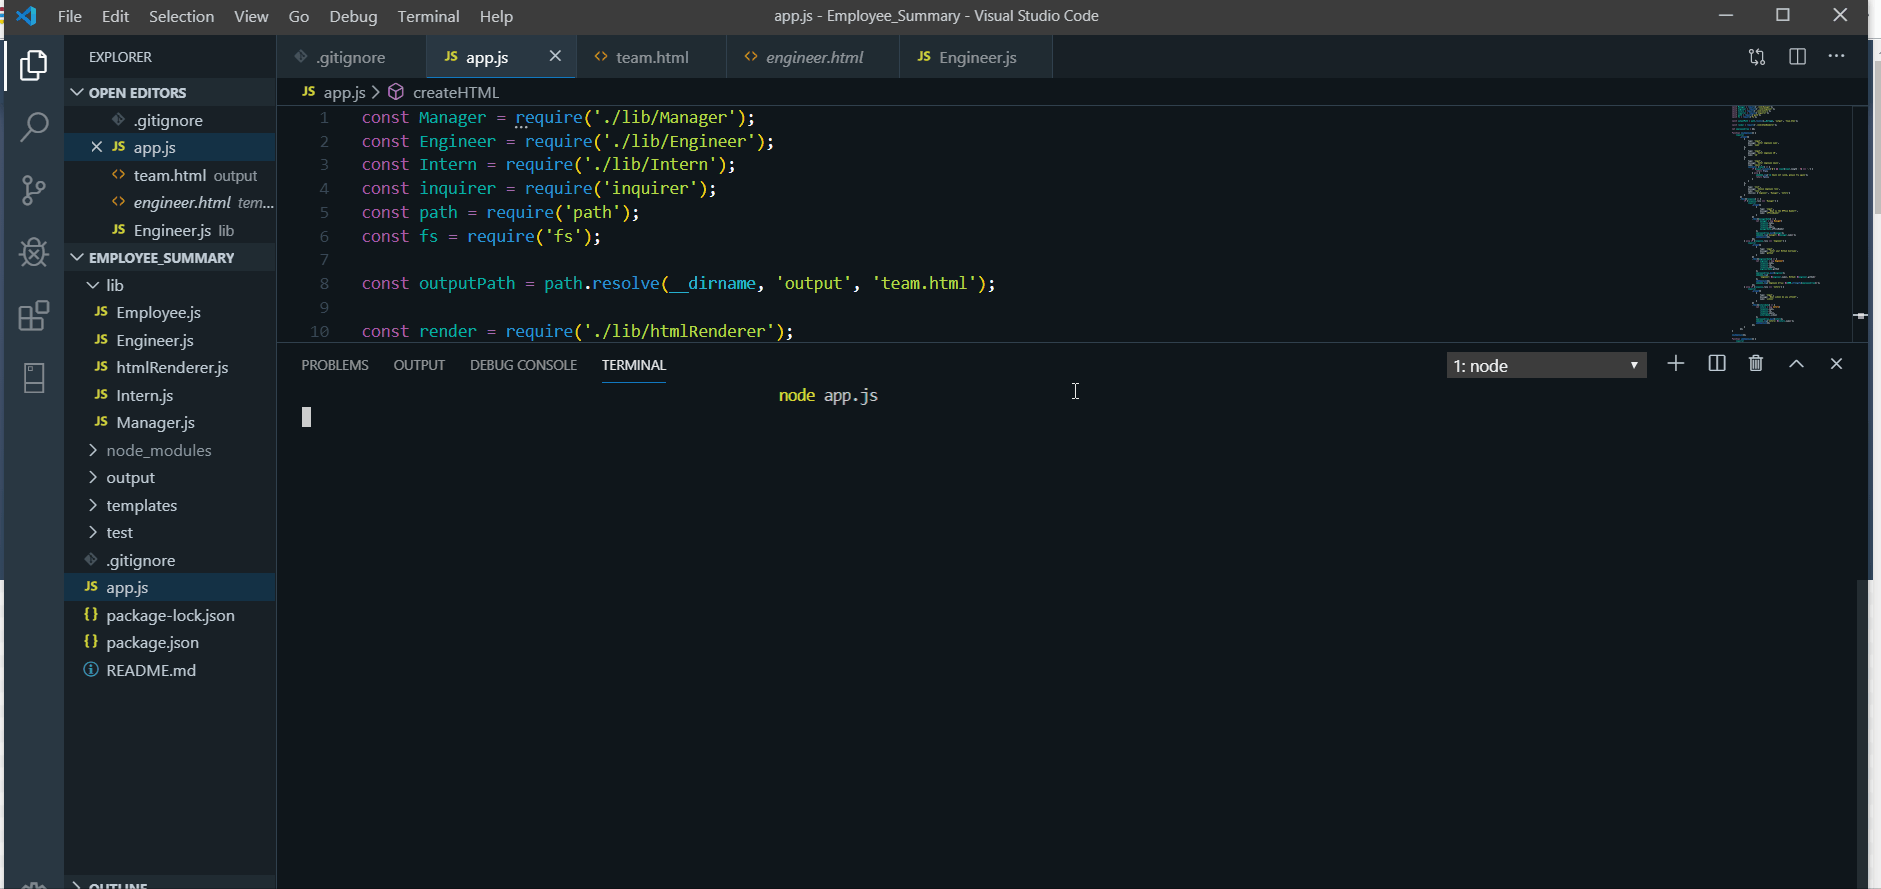 File Edit Selection View Go Debug Terminal Help
app.js - Employee_Summary - Visual Studio Code
EXPLORER
OPEN EDITORS
.gitignore
JS app.js
<> team.html output
<> engineer.html tem...
JS Engineer.js lib
EMPLOYEE_SUMMARY
lib
JS Employee.js
JS Engineer.js
JS htmlRenderer.js
JS Intern.js
JS Manager.js
node_modules
output
templates
test
.gitignore
JS app.js
{} package-lock.json
{} package.json
README.md
OUTLINE
.gitignore JS app.js <> team.html <> engineer.html JS Engineer.js
JS app.js > createHTML
1 const Manager = require('./lib/Manager');
2 const Engineer = require('./lib/Engineer');
3 const Intern = require('./lib/Intern');
4 const inquirer = require('inquirer');
5 const path = require('path');
6 const fs = require('fs');
7
8 const outputPath = path.resolve(__dirname, 'output', 'team.html');
9
10 const render = require('./lib/htmlRenderer');
PROBLEMS OUTPUT DEBUG CONSOLE TERMINAL 1: node
node app.js